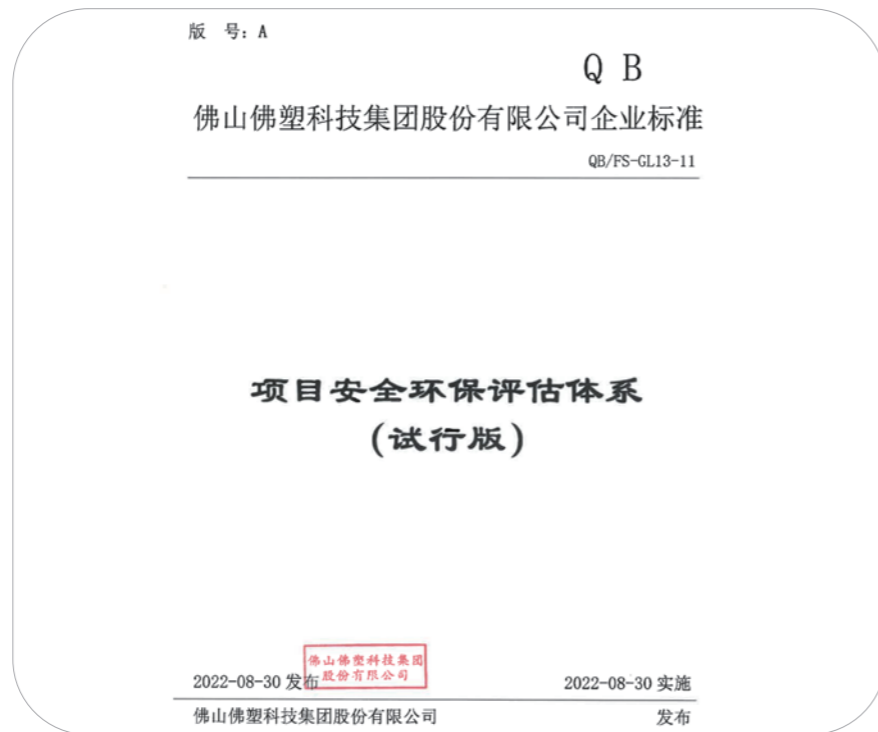 版 号：A
Q B
佛山佛塑科技集团股份有限公司企业标准
QB/FS-GL13-11
项目安全环保评估体系
（试行版）
佛山佛塑科技集团
股份有限公司
2022-08-30 发布
2022-08-30 实施
佛山佛塑科技集团股份有限公司
发布